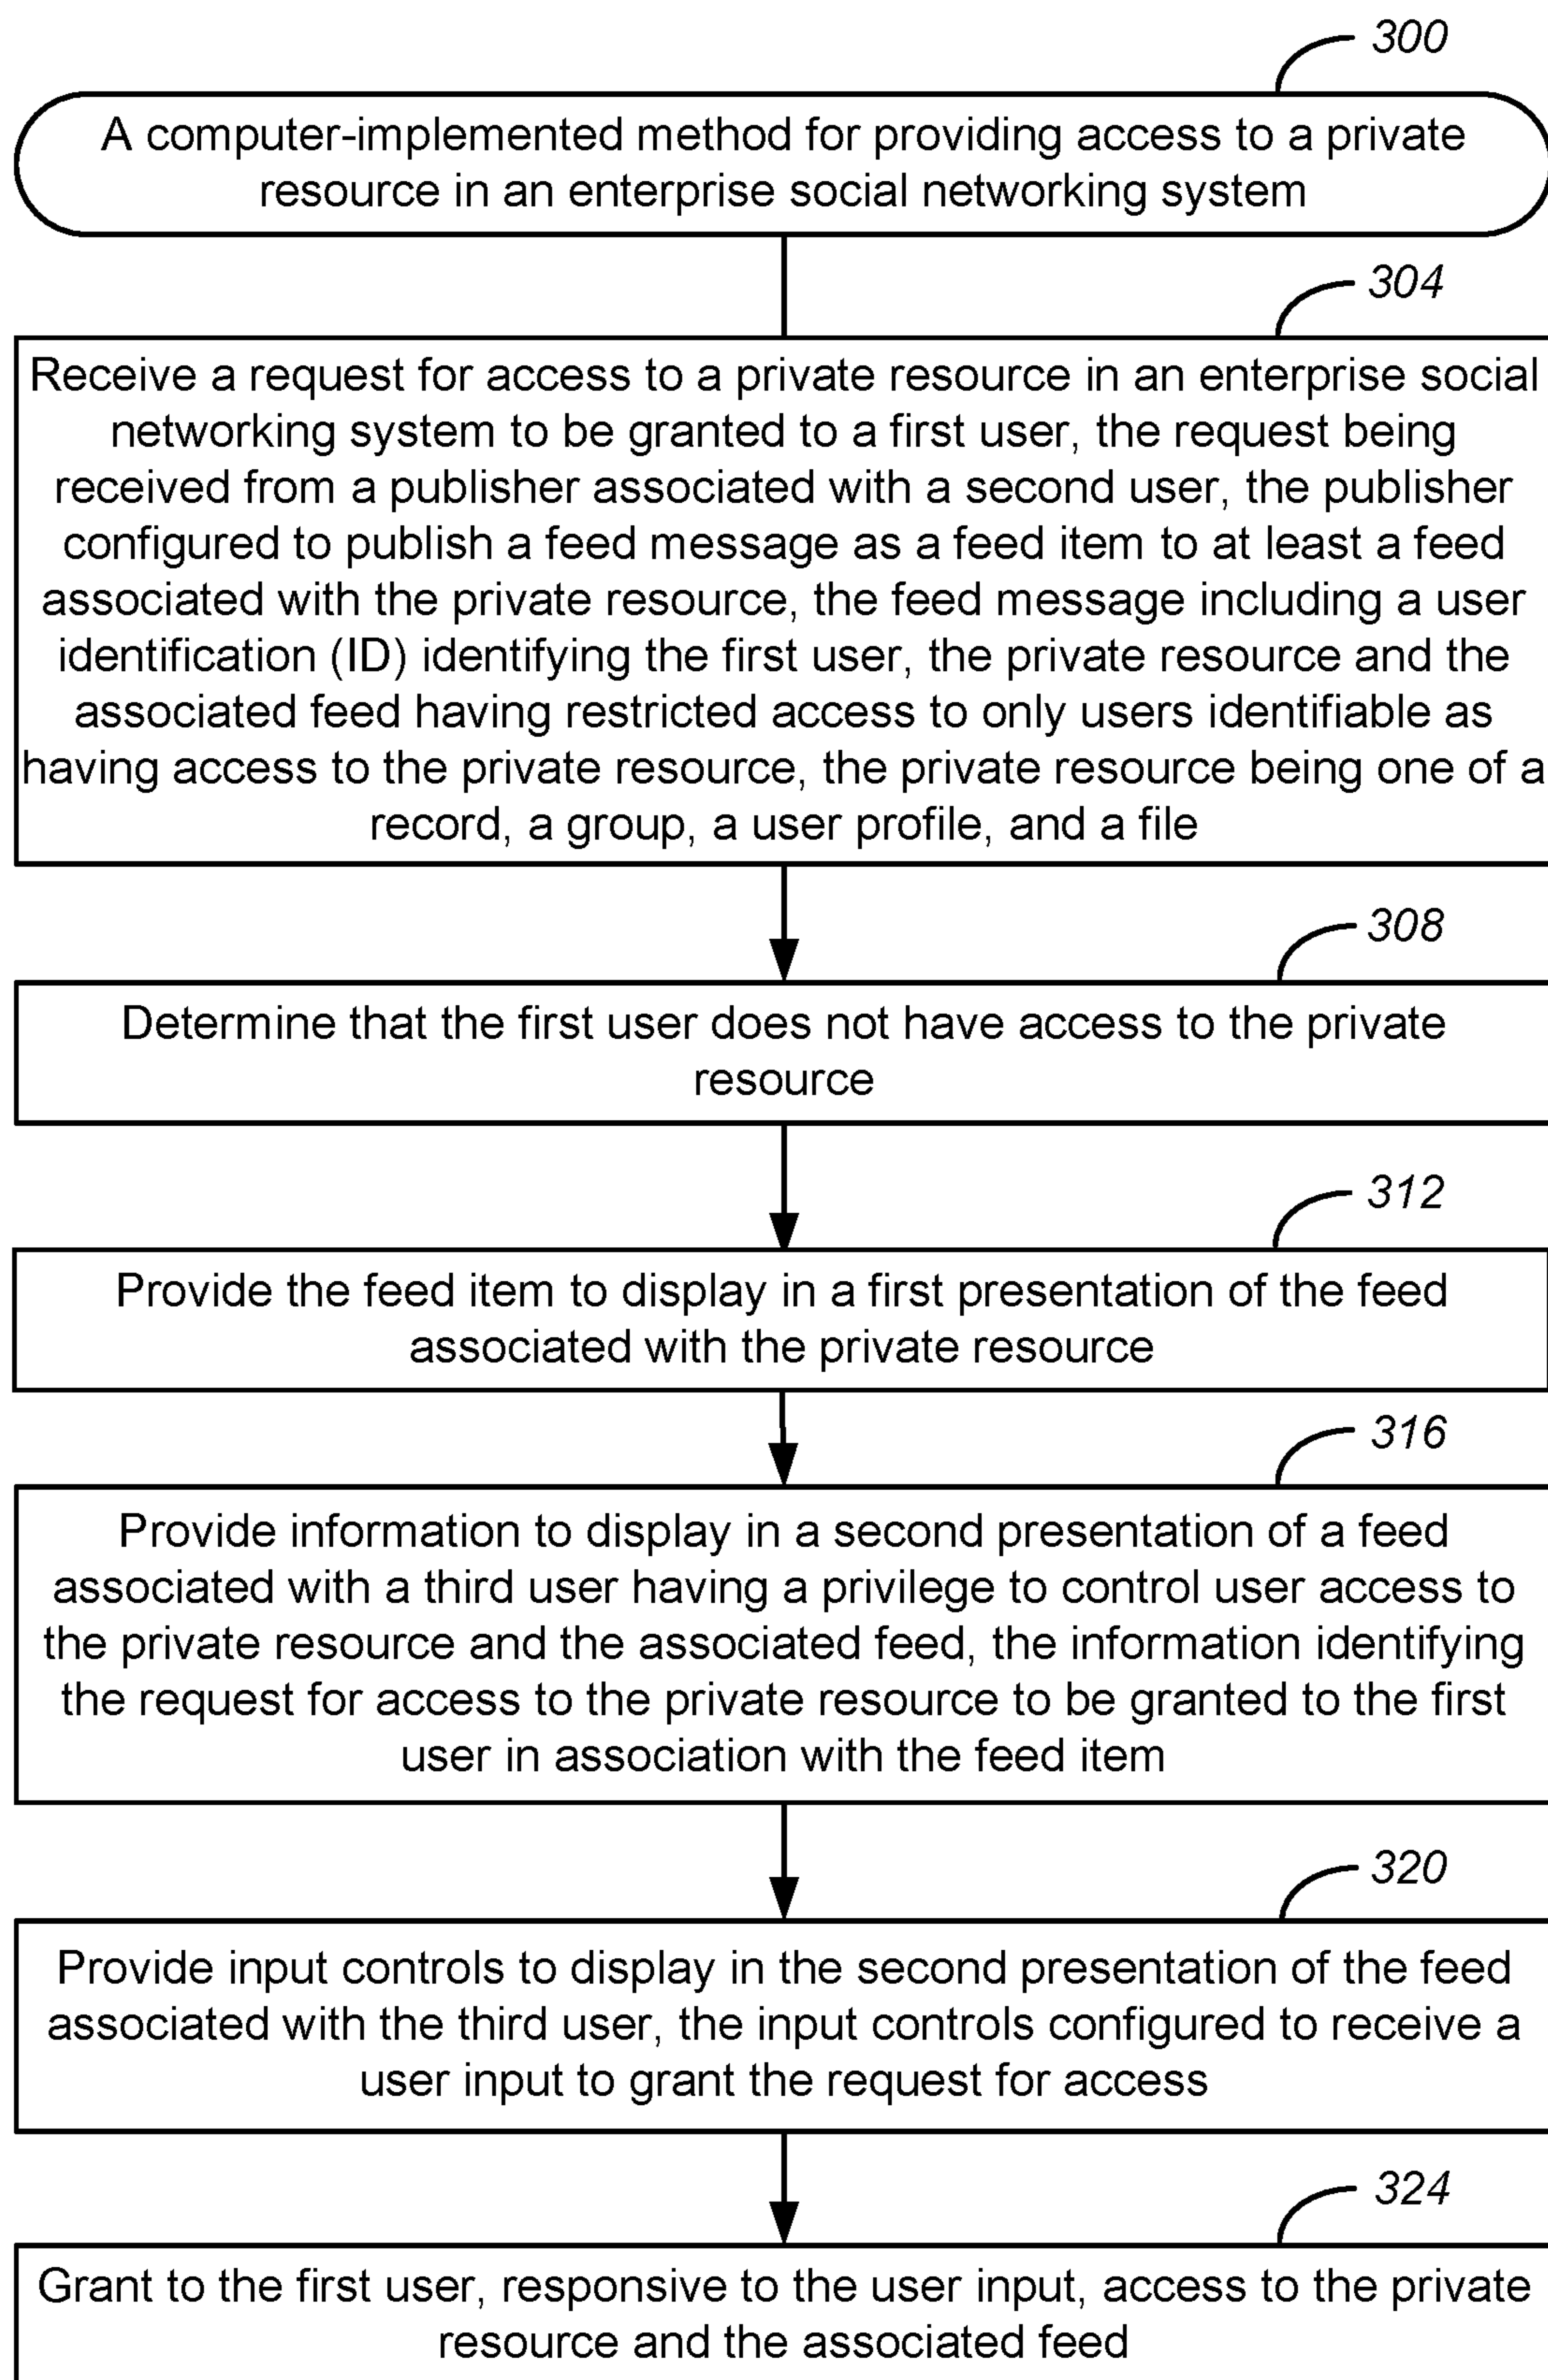 300
A computer-implemented method for providing access to a private
resource in an enterprise social networking system
304
Receive a request for access to a private resource in an enterprise social
networking system to be granted to a first user, the request being
received from a publisher associated with a second user, the publisher
configured to publish a feed message as a feed item to at least a feed
associated with the private resource, the feed message including a user
identification (ID) identifying the first user, the private resource and the
associated feed having restricted access to only users identifiable as
having access to the private resource, the private resource being one of a
record, a group, a user profile, and a file
308
Determine that the first user does not have access to the private
resource
312
Provide the feed item to display in a first presentation of the feed
associated with the private resource
316
Provide information to display in a second presentation of a feed
associated with a third user having a privilege to control user access to
the private resource and the associated feed, the information identifying
the request for access to the private resource to be granted to the first
user in association with the feed item
320
Provide input controls to display in the second presentation of the feed
associated with the third user, the input controls configured to receive a
user input to grant the request for access
324
Grant to the first user, responsive to the user input, access to the private
resource and the associated feed